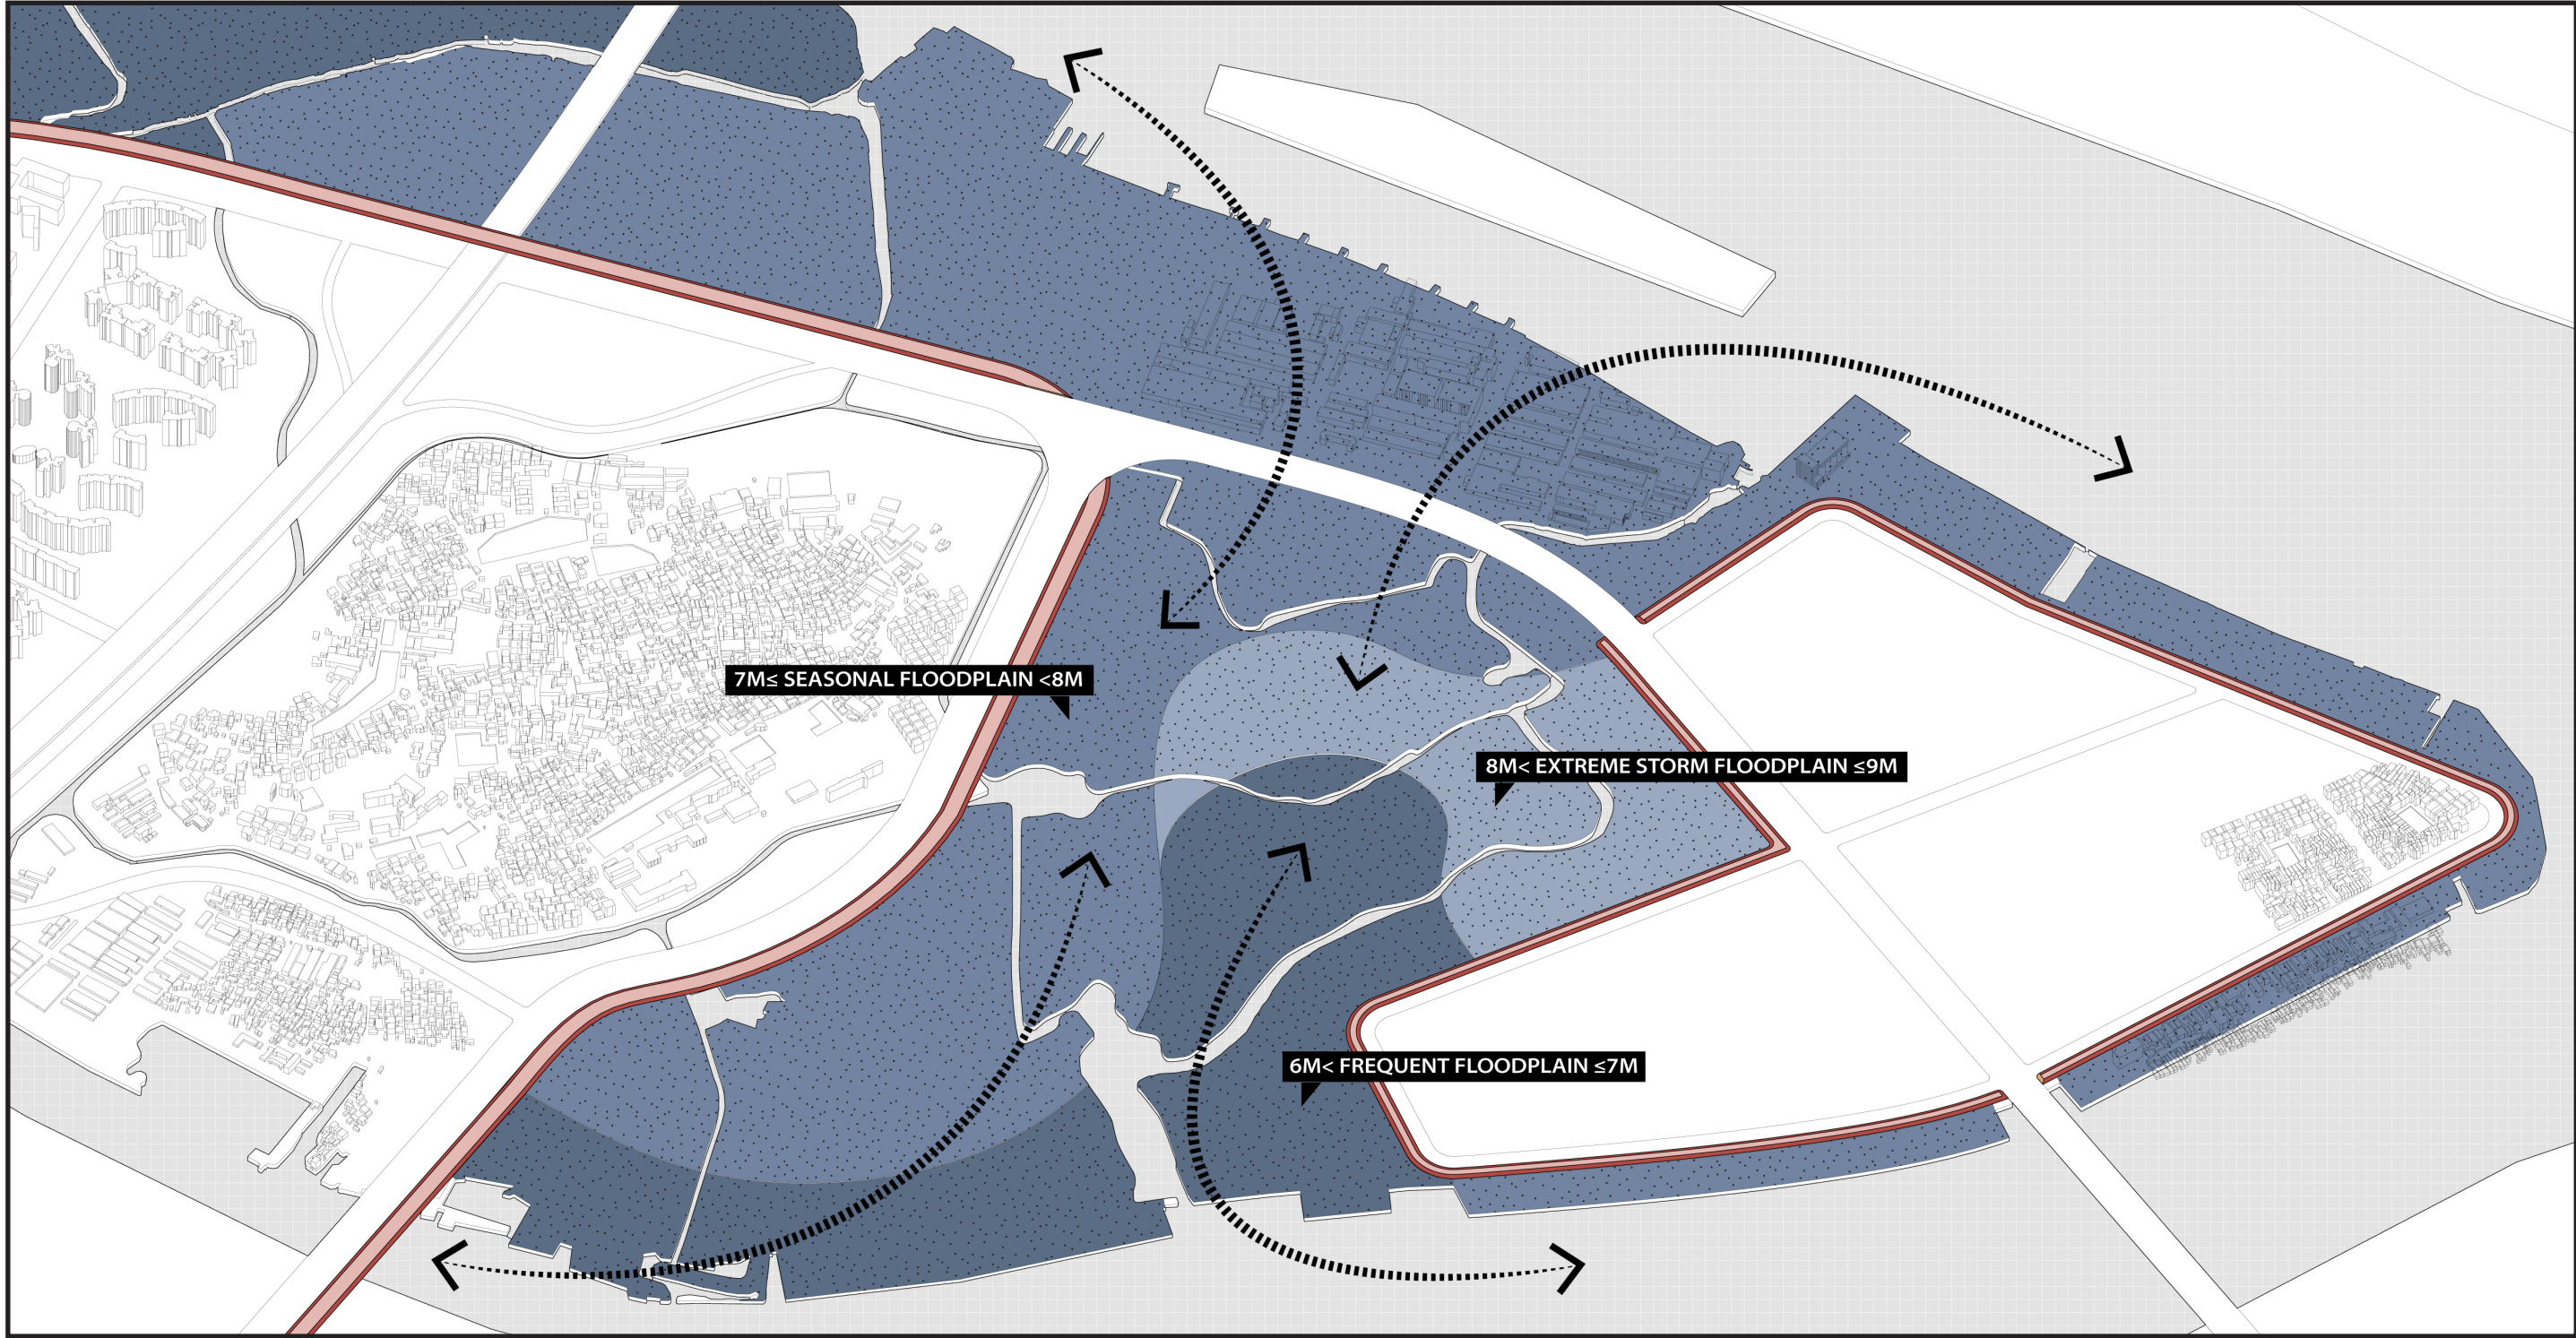 7M≤ SEASONAL FLOODPLAIN <8M
8M< EXTREME STORM FLOODPLAIN ≤9M
6M< FREQUENT FLOODPLAIN ≤7M